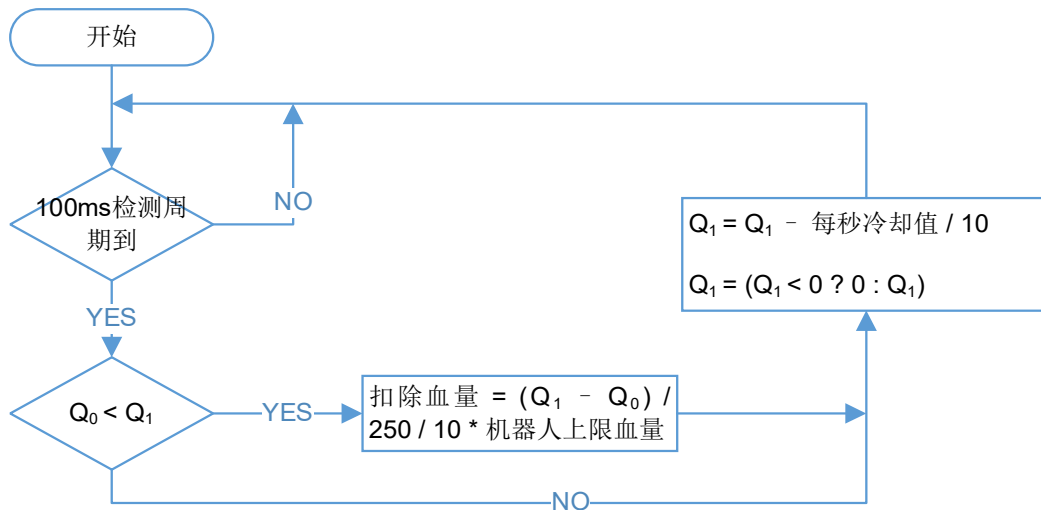 开始
100ms检测周
期到
NO
YES
Q₀ < Q₁
YES
扣除血量 = (Q₁ - Q₀) /
250 / 10 * 机器人上限血量
Q₁ = Q₁ - 每秒冷却值 / 10
Q₁ = (Q₁ < 0 ? 0 : Q₁)
NO